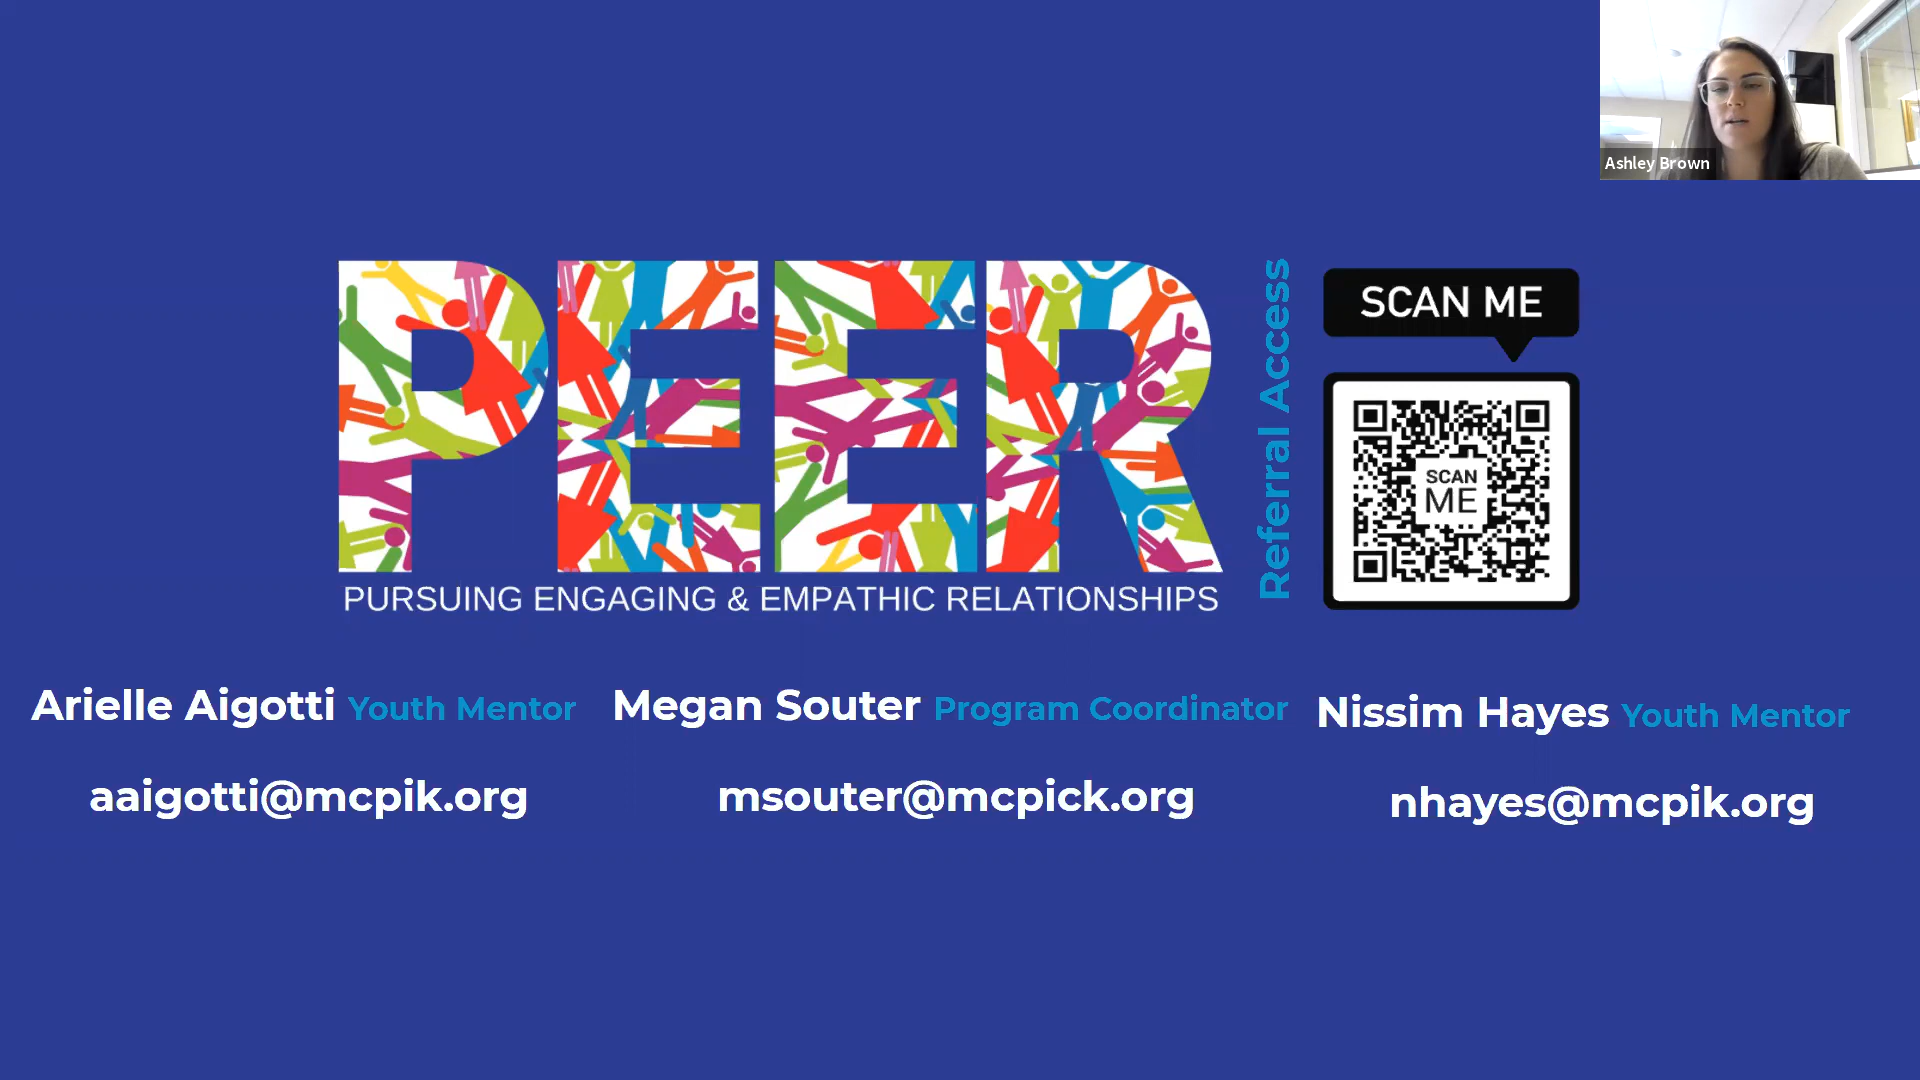 Ashley Brown
PEER
PURSUING ENGAGING & EMPATHIC RELATIONSHIPS
Referral Access
SCAN ME
SCAN
ME
Arielle Aigotti Youth Mentor
aaigotti@mcpik.org
Megan Souter Program Coordinator
msouter@mcpick.org
Nissim Hayes Youth Mentor
nhayes@mcpik.org